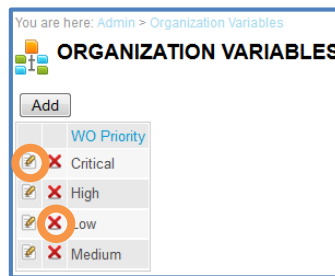 You are here: Admin > Organization Variables
ORGANIZATION VARIABLES
Add
WO Priority
Critical
High
Low
Medium